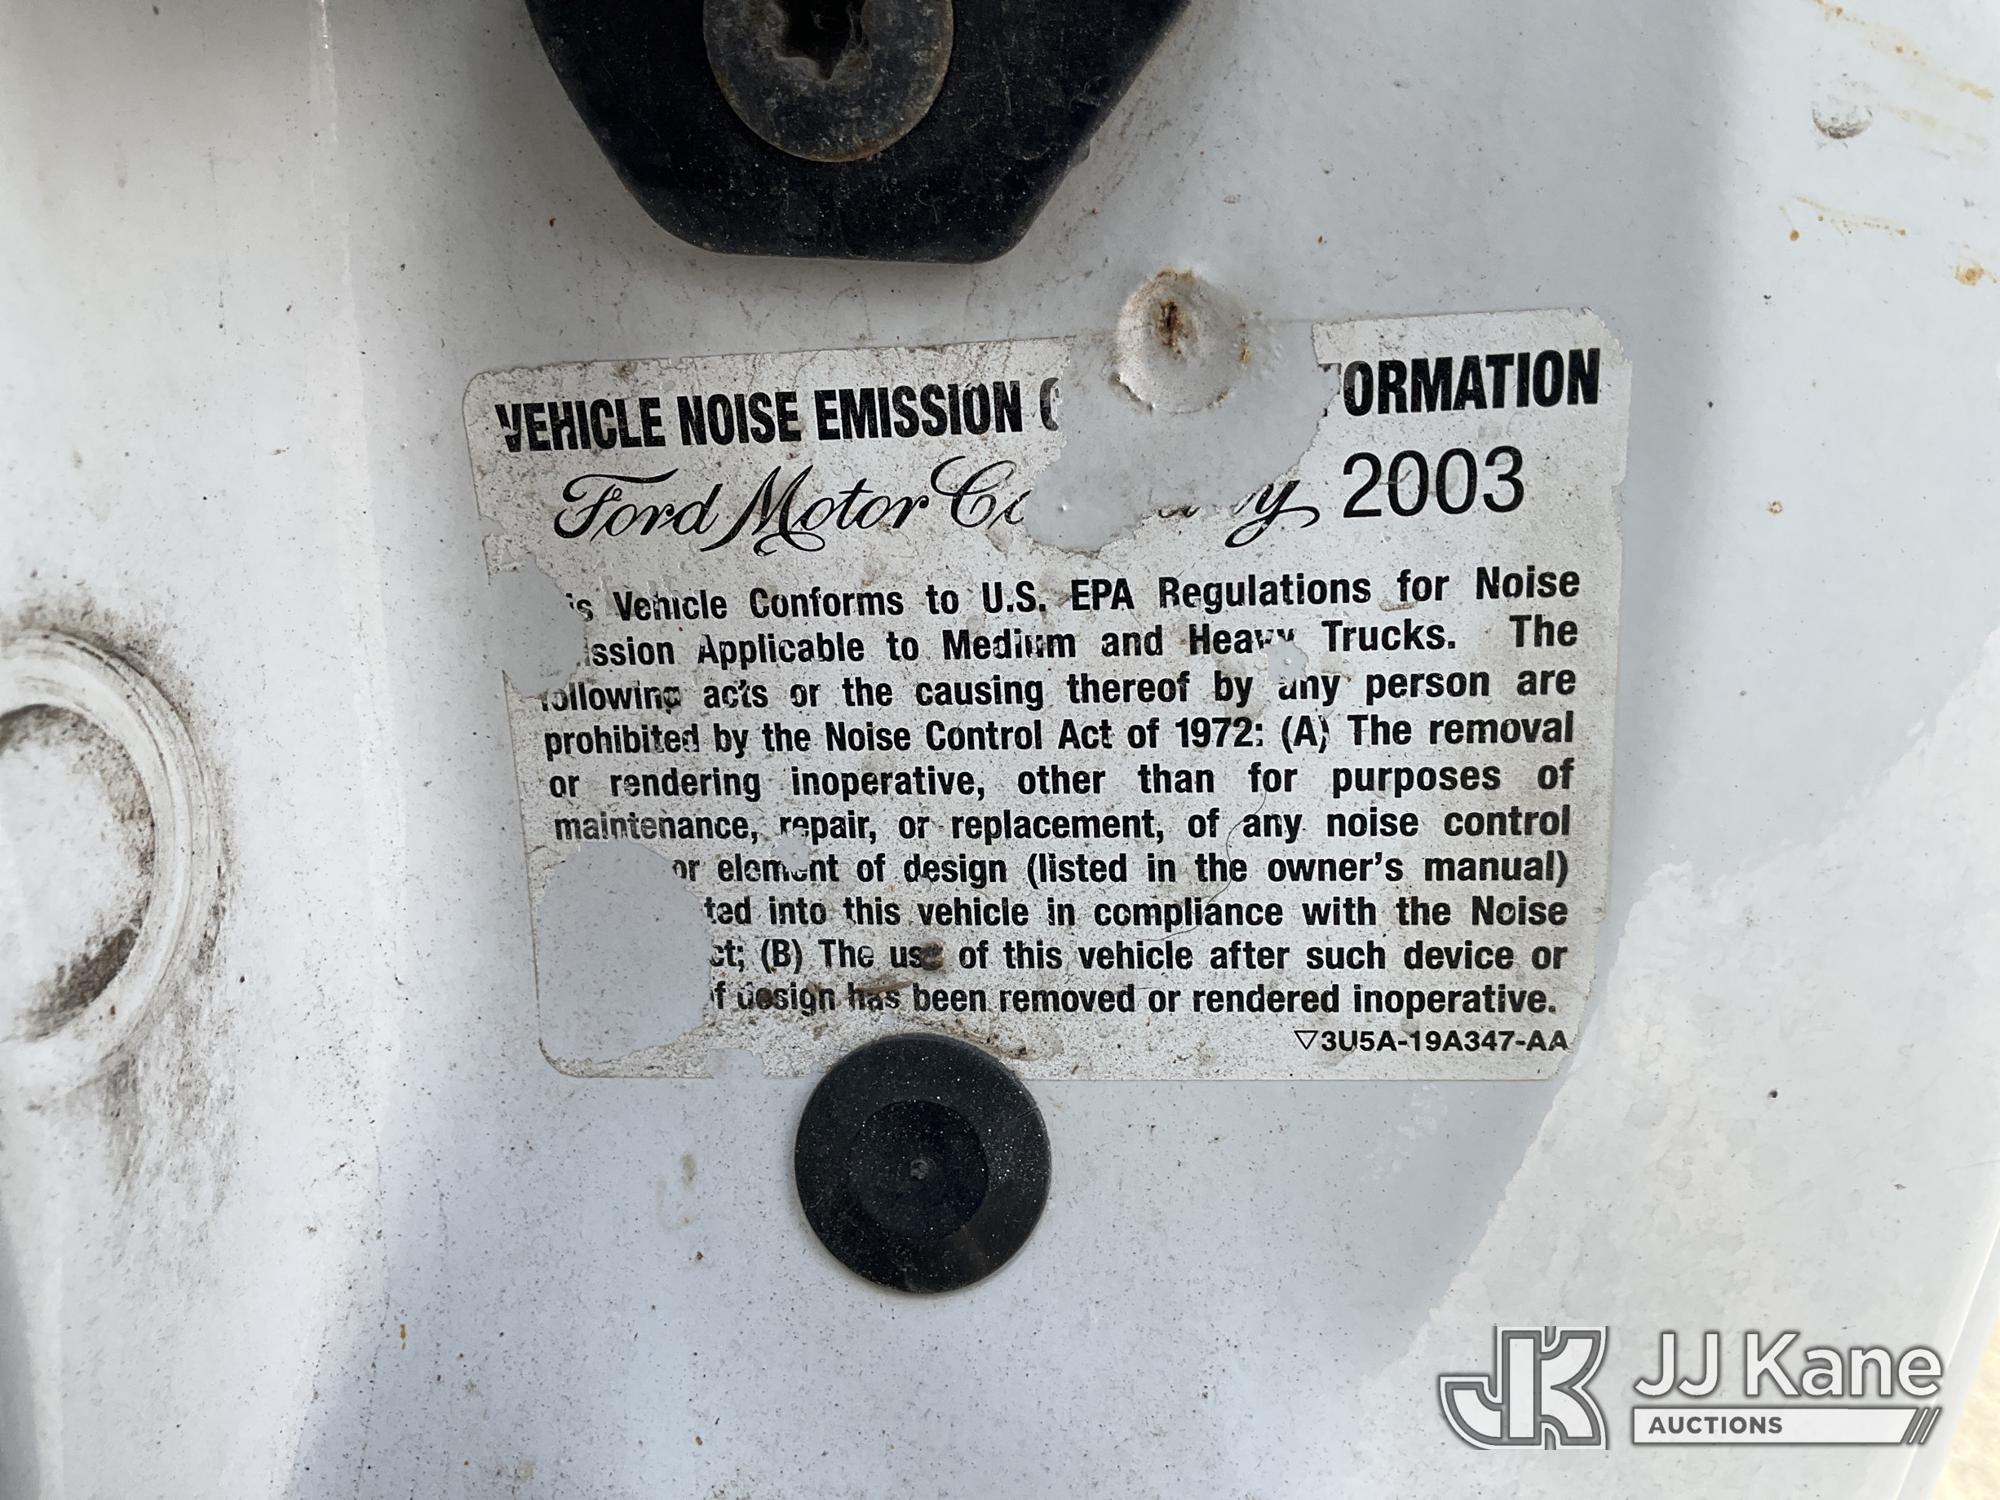 VEHICLE NOISE EMISSION
Ford Motor 2003
Vehicle Conforms to U.S. EPA Regulations for Noise
Applicable to Medium and Heavy Trucks. The
following acts or the causing thereof by any person are
prohibited by the Noise Control Act of 1972: (A) The removal
or rendering inoperative, other than for purposes of
maintenance, repair, or replacement, of any noise control
or element of design (listed in the owner's manual)
into this vehicle in compliance with the Noise
(B) The use of this vehicle after such device or
design has been removed or rendered inoperative.
▽3U5A-19A347-AA
JK JJ Kane
AUCTIONS